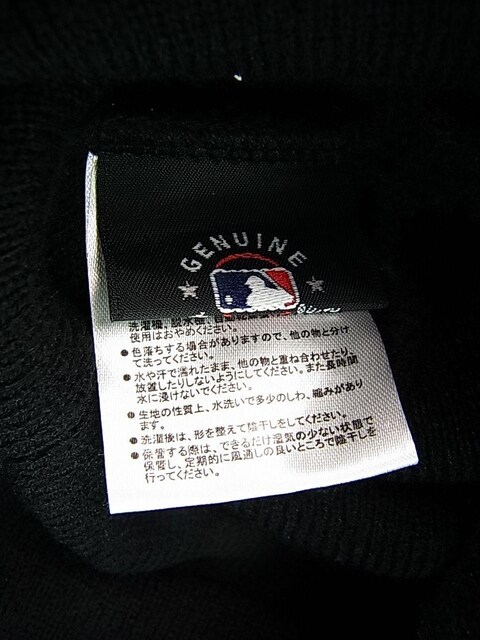 GENUINE
使用はおやめください。
●色落ちする場合がありますので、他の物と分け
て洗ってください。
●水や汗で濡れたまま、他の物と重ね合わせたり、
放置したりしないようにしてください。また長時間
水に浸けないでください。
●生地の性質上、水洗いで多少のしわ、縮みがあり
ます。
●洗濯後は、形を整えて陰干しをしてください。
●保管する際は、できるだけ湿気の少ない状態で
保管し、定期的に風通しの良いところで陰干しを
行ってください。